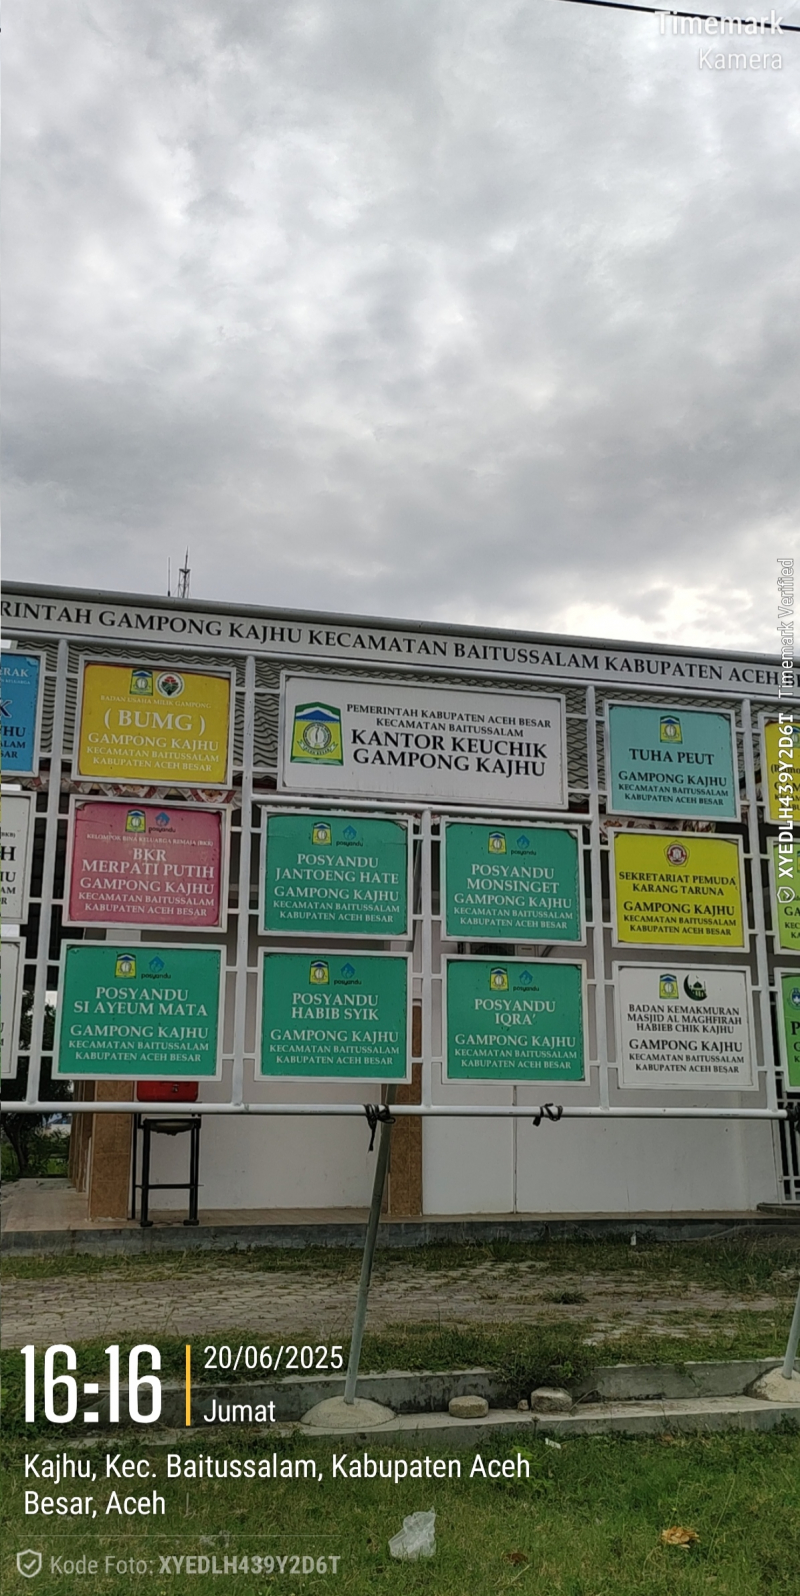 Timemark
Kamera
RINTAH GAMPONG KAJHU KECAMATAN BAITUSSALAM KABUPATEN ACEH
BADAN USAHA MILIK GAMPONG
( BUMG )
GAMPONG KAJHU
KECAMATAN BAITUSSALAM
KABUPATEN ACEH BESAR
PEMERINTAH KABUPATEN ACEH BESAR
KECAMATAN BAITUSSALAM
KANTOR KEUCHIK
GAMPONG KAJHU
TUHA PEUT
GAMPONG KAJHU
KECAMATAN BAITUSSALAM
KABUPATEN ACEH BESAR
posyandu
KELOMPOK BINA KELUARGA REMAJA (BKR)
BKR
MERPATI PUTIH
GAMPONG KAJHU
KECAMATAN BAITUSSALAM
KABUPATEN ACEH BESAR
posyandu
POSYANDU
JANTOENG HATE
GAMPONG KAJHU
KECAMATAN BAITUSSALAM
KABUPATEN ACEH BESAR
posyandu
POSYANDU
MONSINGET
GAMPONG KAJHU
KECAMATAN BAITUSSALAM
KABUPATEN ACEH BESAR
SEKRETARIAT PEMUDA
KARANG TARUNA
GAMPONG KAJHU
KECAMATAN BAITUSSALAM
KABUPATEN ACEH BESAR
posyandu
POSYANDU
SI AYEUM MATA
GAMPONG KAJHU
KECAMATAN BAITUSSALAM
KABUPATEN ACEH BESAR
posyandu
POSYANDU
HABIB SYIK
GAMPONG KAJHU
KECAMATAN BAITUSSALAM
KABUPATEN ACEH BESAR
posyandu
POSYANDU
IQRA'
GAMPONG KAJHU
KECAMATAN BAITUSSALAM
KABUPATEN ACEH BESAR
BADAN KEMAKMURAN
MASJID AL MAGHFIRAH
HABIEB CHIK KAJHU
GAMPONG KAJHU
KECAMATAN BAITUSSALAM
KABUPATEN ACEH BESAR
XYEDLH439Y2D6T Timemark Verified
16:16
20/06/2025
Jumat
Kajhu, Kec. Baitussalam, Kabupaten Aceh
Besar, Aceh
Kode Foto: XYEDLH439Y2D6T